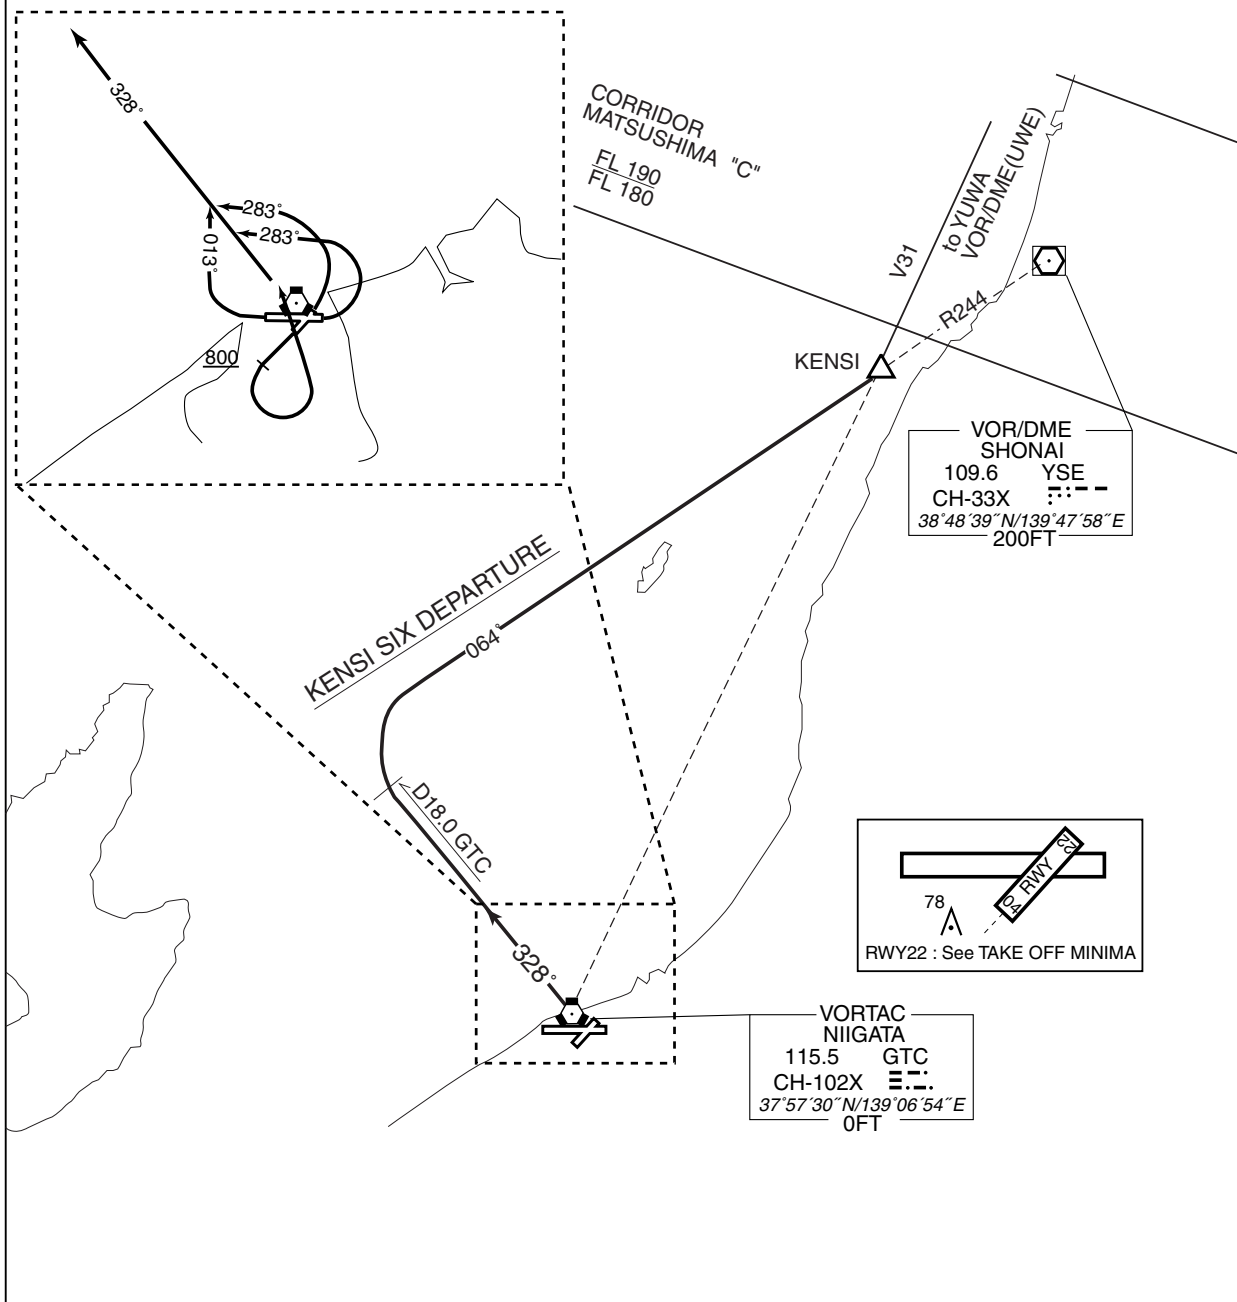 328°
283°
283°
013°
800
CORRIDOR
MATSUSHIMA "C"
FL 190
FL 180
V31
to YUWA
VOR/DME(UWE)
R244
KENSI
VOR/DME
SHONAI
109.6 YSE
CH-33X
38°48´39˝N/139°47´58˝E
200FT
KENSI SIX DEPARTURE
064°
D18.0 GTC
328°
22
RWY
04
78
RWY22 : See TAKE OFF MINIMA
VORTAC
NIIGATA
115.5 GTC
CH-102X
37°57´30˝N/139°06´54˝E
0FT